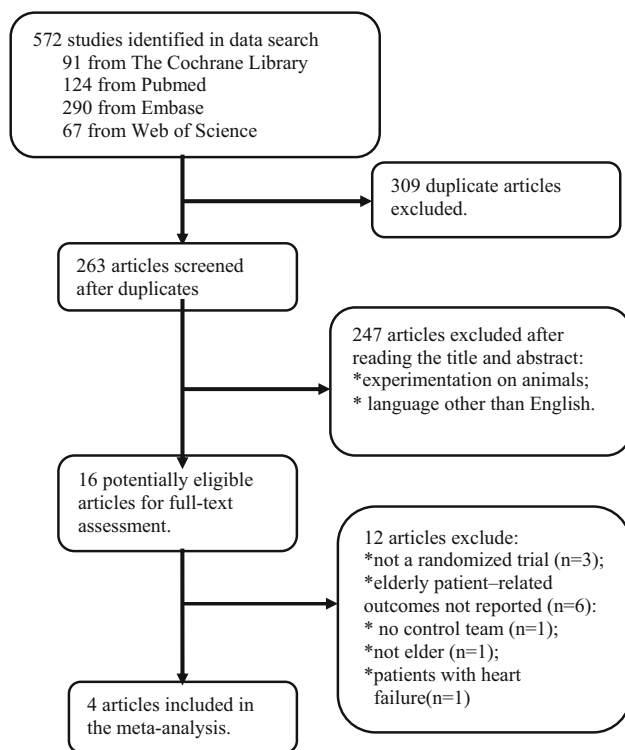 572 studies identified in data search
91 from The Cochrane Library
124 from Pubmed
290 from Embase
67 from Web of Science
309 duplicate articles
excluded.
263 articles screened
after duplicates
247 articles excluded after
reading the title and abstract:
*experimentation on animals;
* language other than English.
16 potentially eligible
articles for full-text
assessment.
12 articles exclude:
*not a randomized trial (n=3);
*elderly patient–related
outcomes not reported (n=6):
* no control team (n=1);
*not elder (n=1);
*patients with heart
failure(n=1)
4 articles included in
the meta-analysis.